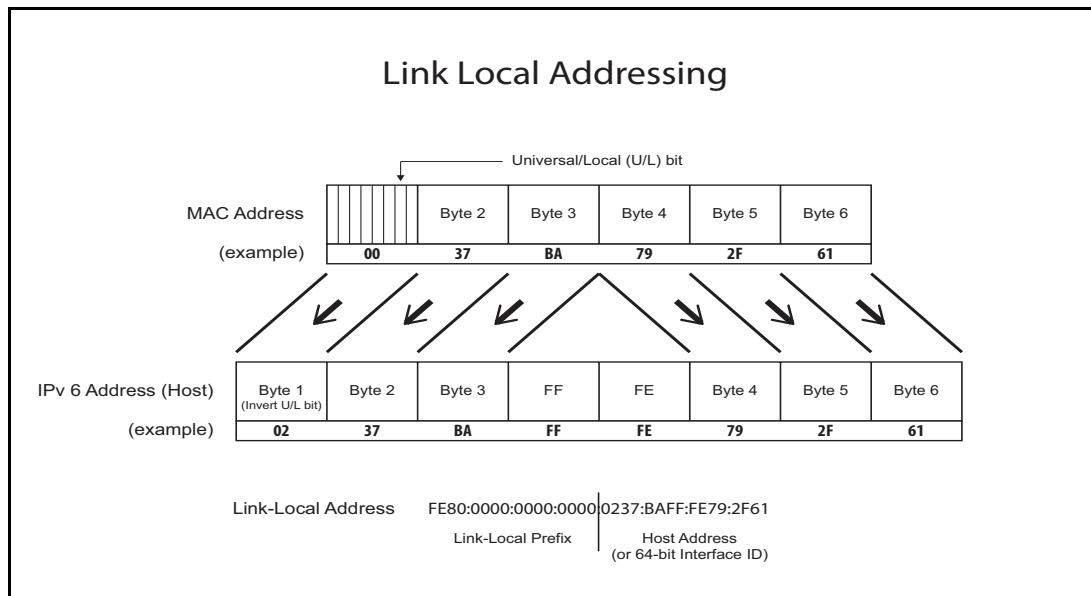 Link Local Addressing
Universal/Local (U/L) bit
MAC Address
Byte 2 Byte 3 Byte 4 Byte 5 Byte 6
(example)
00 37 BA 79 2F 61
IPv 6 Address (Host)
Byte 1 Byte 2 Byte 3 FF FE Byte 4 Byte 5 Byte 6
(Invert U/L bit)
(example)
02 37 BA FF FE 79 2F 61
Link-Local Address FE80:0000:0000:0000:0237:BAFF:FE79:2F61
Link-Local Prefix Host Address
(or 64-bit Interface ID)